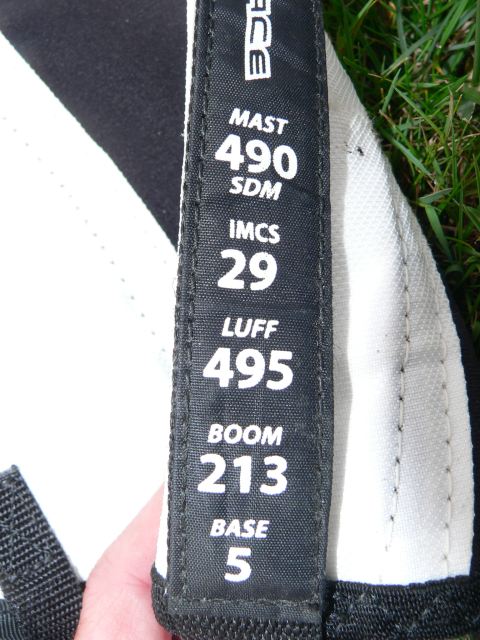 MAST
490
SDM
IMCS
29
LUFF
495
BOOM
213
BASE
5